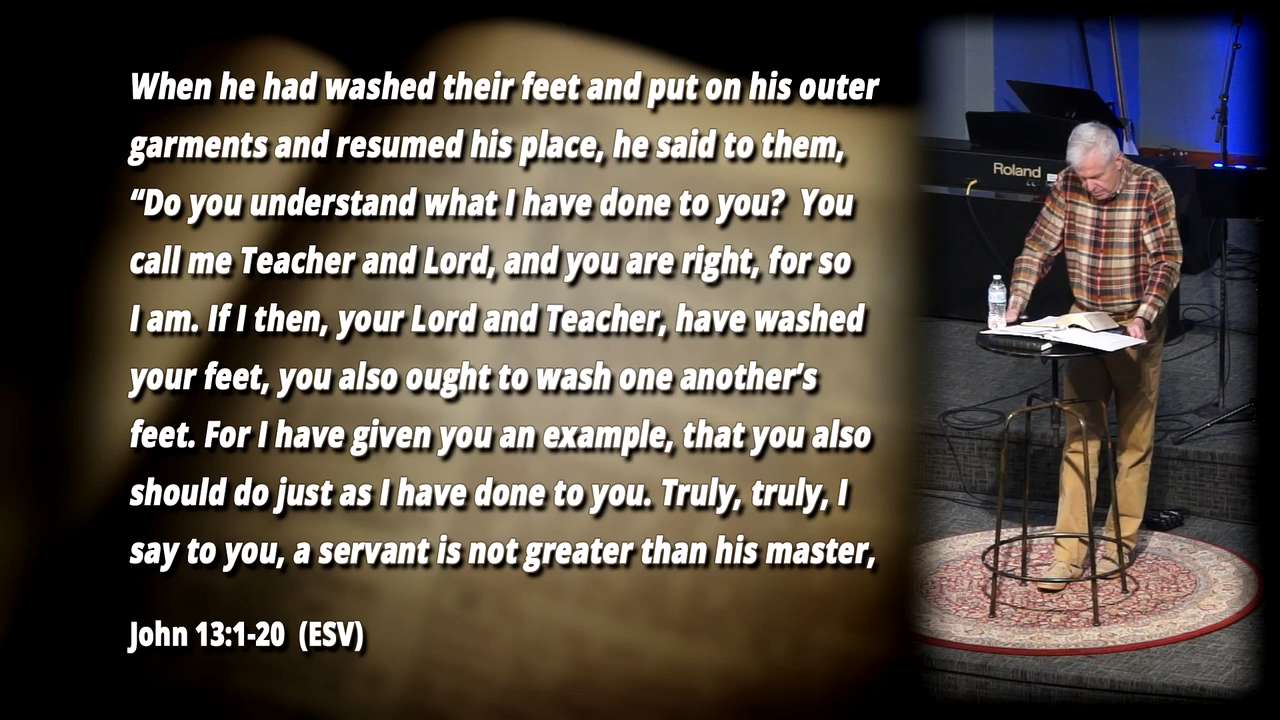 When he had washed their feet and put on his outer
garments and resumed his place, he said to them,
“Do you understand what I have done to you?  You
call me Teacher and Lord, and you are right, for so
I am. If I then, your Lord and Teacher, have washed
your feet, you also ought to wash one another’s
feet. For I have given you an example, that you also
should do just as I have done to you. Truly, truly, I
say to you, a servant is not greater than his master,
John 13:1-20  (ESV)
Roland